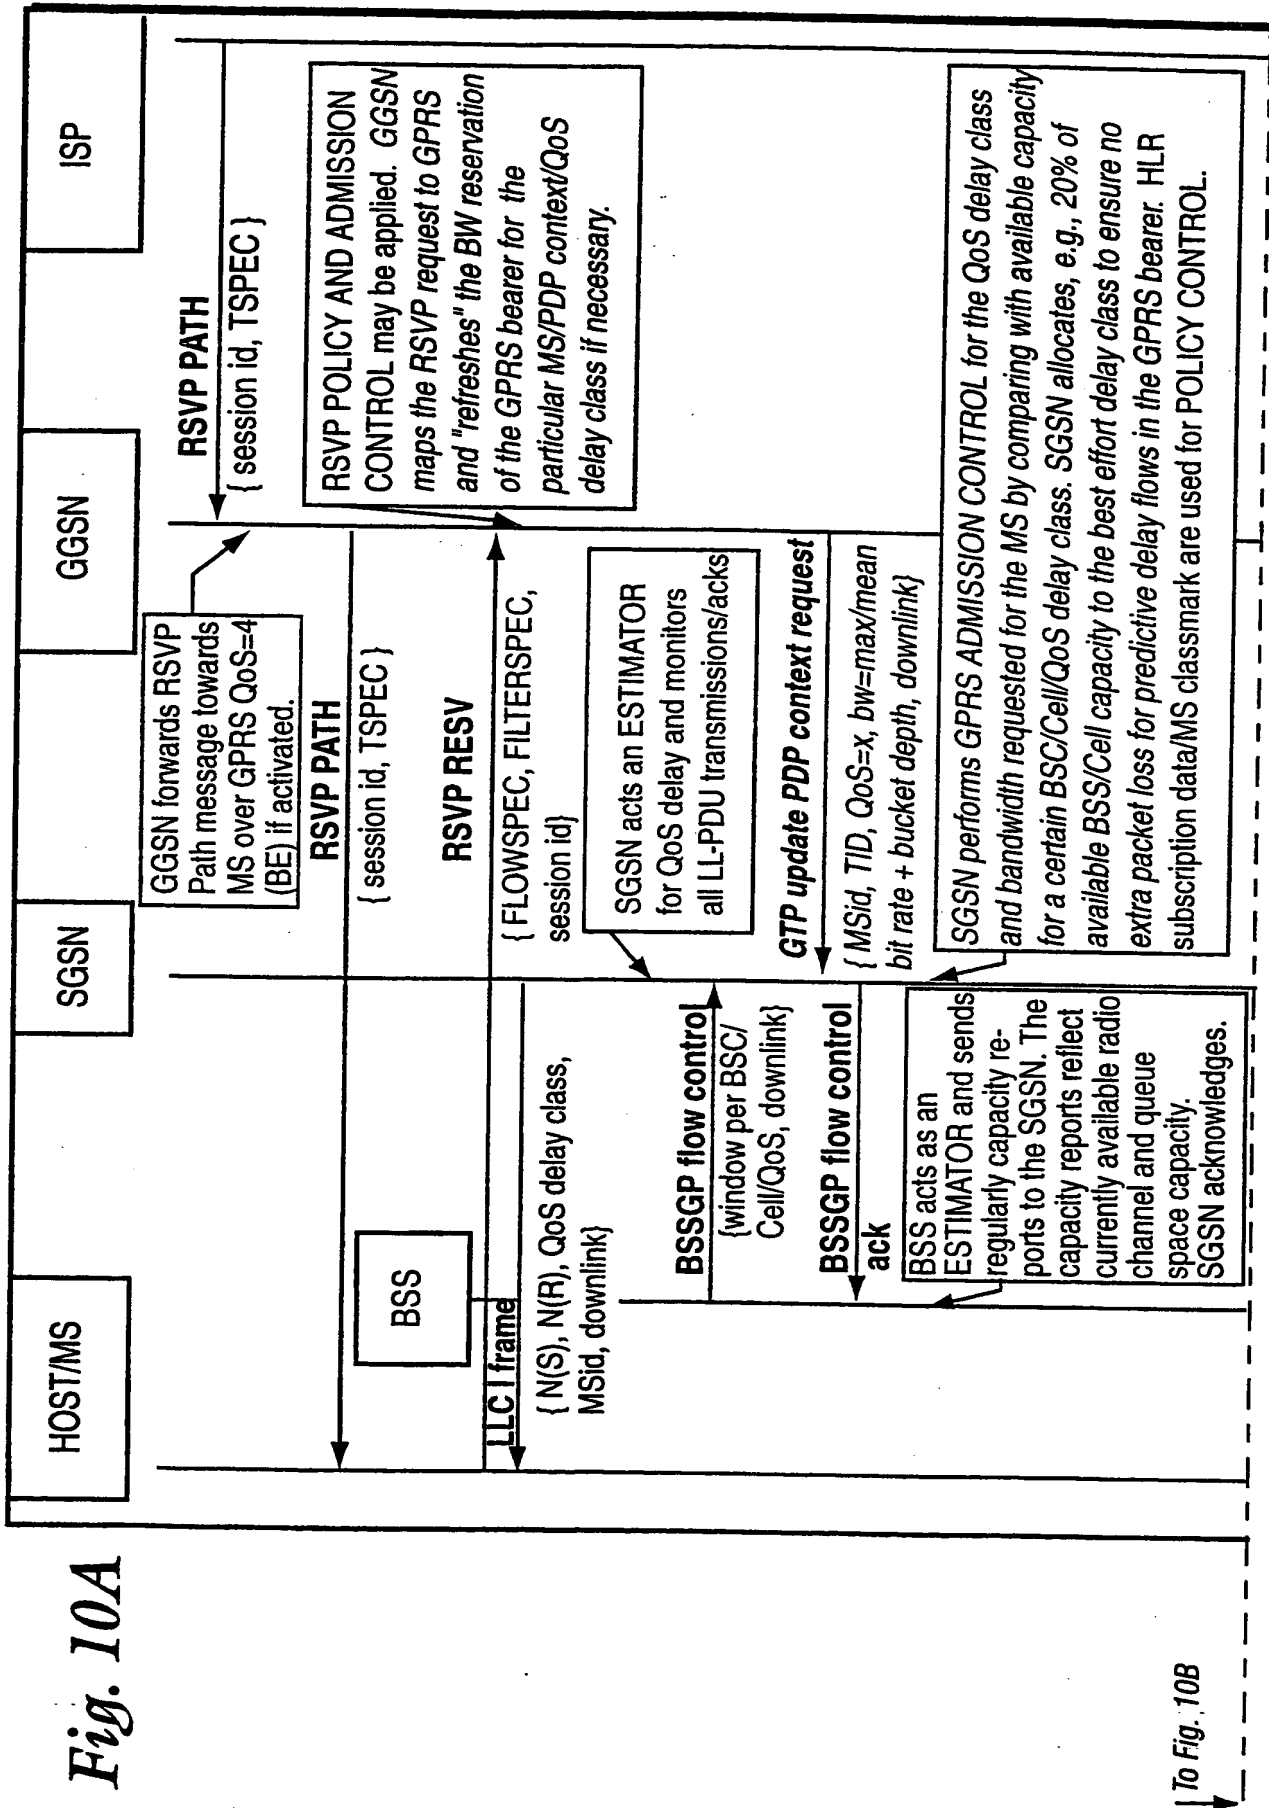 Fig. 10A
HOST/MS
SGSN
GGSN
ISP
RSVP PATH
{ session id, TSPEC }
GGSN forwards RSVP
Path message towards
MS over GPRS QoS=4
(BE) if activated.
RSVP PATH
{ session id, TSPEC }
RSVP POLICY AND ADMISSION
CONTROL may be applied. GGSN
maps the RSVP request to GPRS
and "refreshes" the BW reservation
of the GPRS bearer for the
particular MS/PDP context/QoS
delay class if necessary.
BSS
RSVP RESV
{ FLOWSPEC, FILTERSPEC,
session id}
LLC I frame
{ N(S), N(R), QoS delay class,
MSid, downlink}
SGSN acts an ESTIMATOR
for QoS delay and monitors
all LL-PDU transmissions/acks
BSSGP flow control
{window per BSC/
Cell/QoS, downlink}
GTP update PDP context request
{ MSid, TID, QoS=x, bw=max/mean
bit rate + bucket depth, downlink}
BSSGP flow control
ack
BSS acts as an
ESTIMATOR and sends
regularly capacity re-
ports to the SGSN. The
capacity reports reflect
currently available radio
channel and queue
space capacity.
SGSN acknowledges.
SGSN performs GPRS ADMISSION CONTROL for the QoS delay class
and bandwidth requested for the MS by comparing with available capacity
for a certain BSC/Cell/QoS delay class. SGSN allocates, e.g., 20% of
available BSS/Cell capacity to the best effort delay class to ensure no
extra packet loss for predictive delay flows in the GPRS bearer. HLR
subscription data/MS classmark are used for POLICY CONTROL.
To Fig. 10B